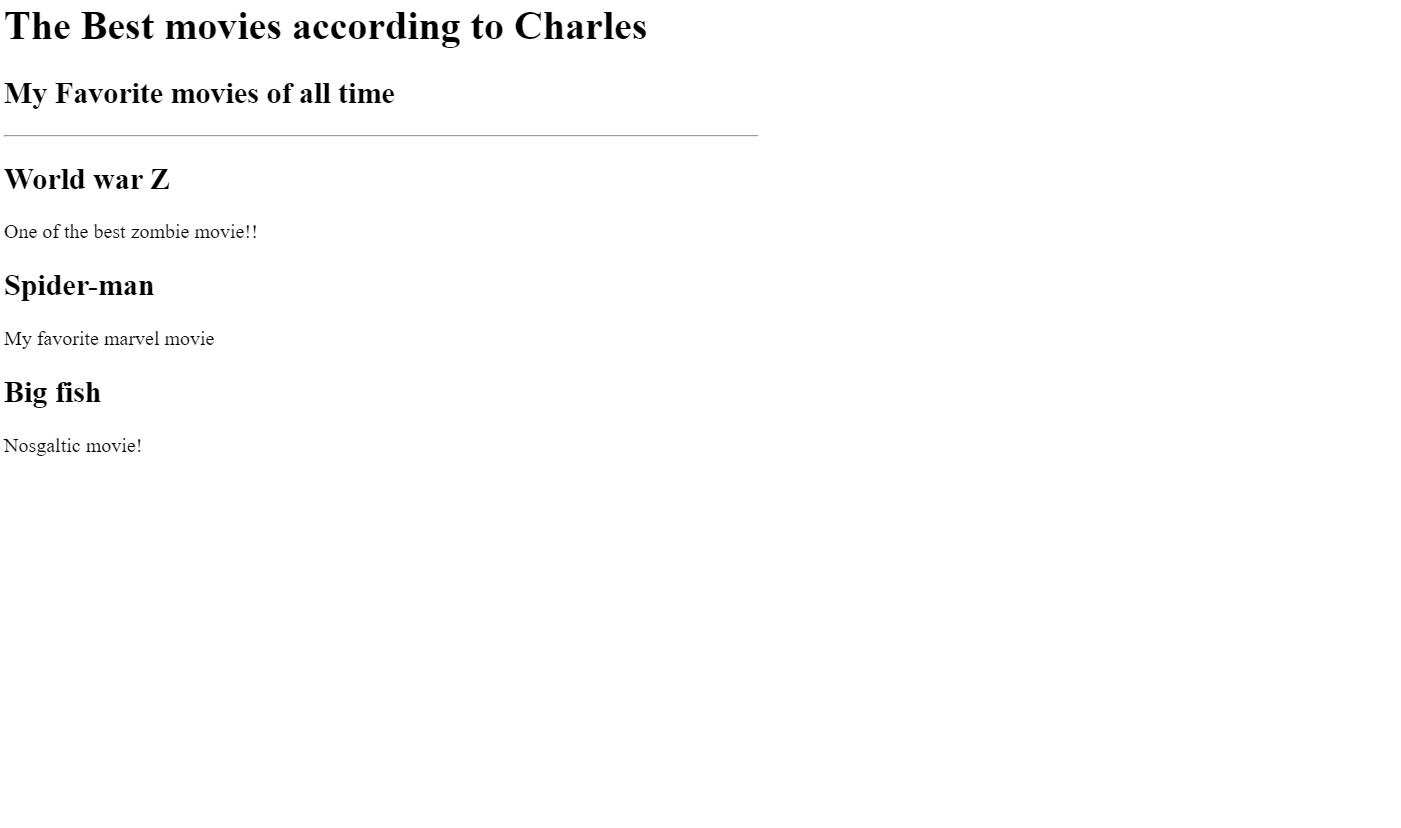 The Best movies according to Charles
My Favorite movies of all time
World war Z
One of the best zombie movie!!
Spider-man
My favorite marvel movie
Big fish
Nosgaltic movie!